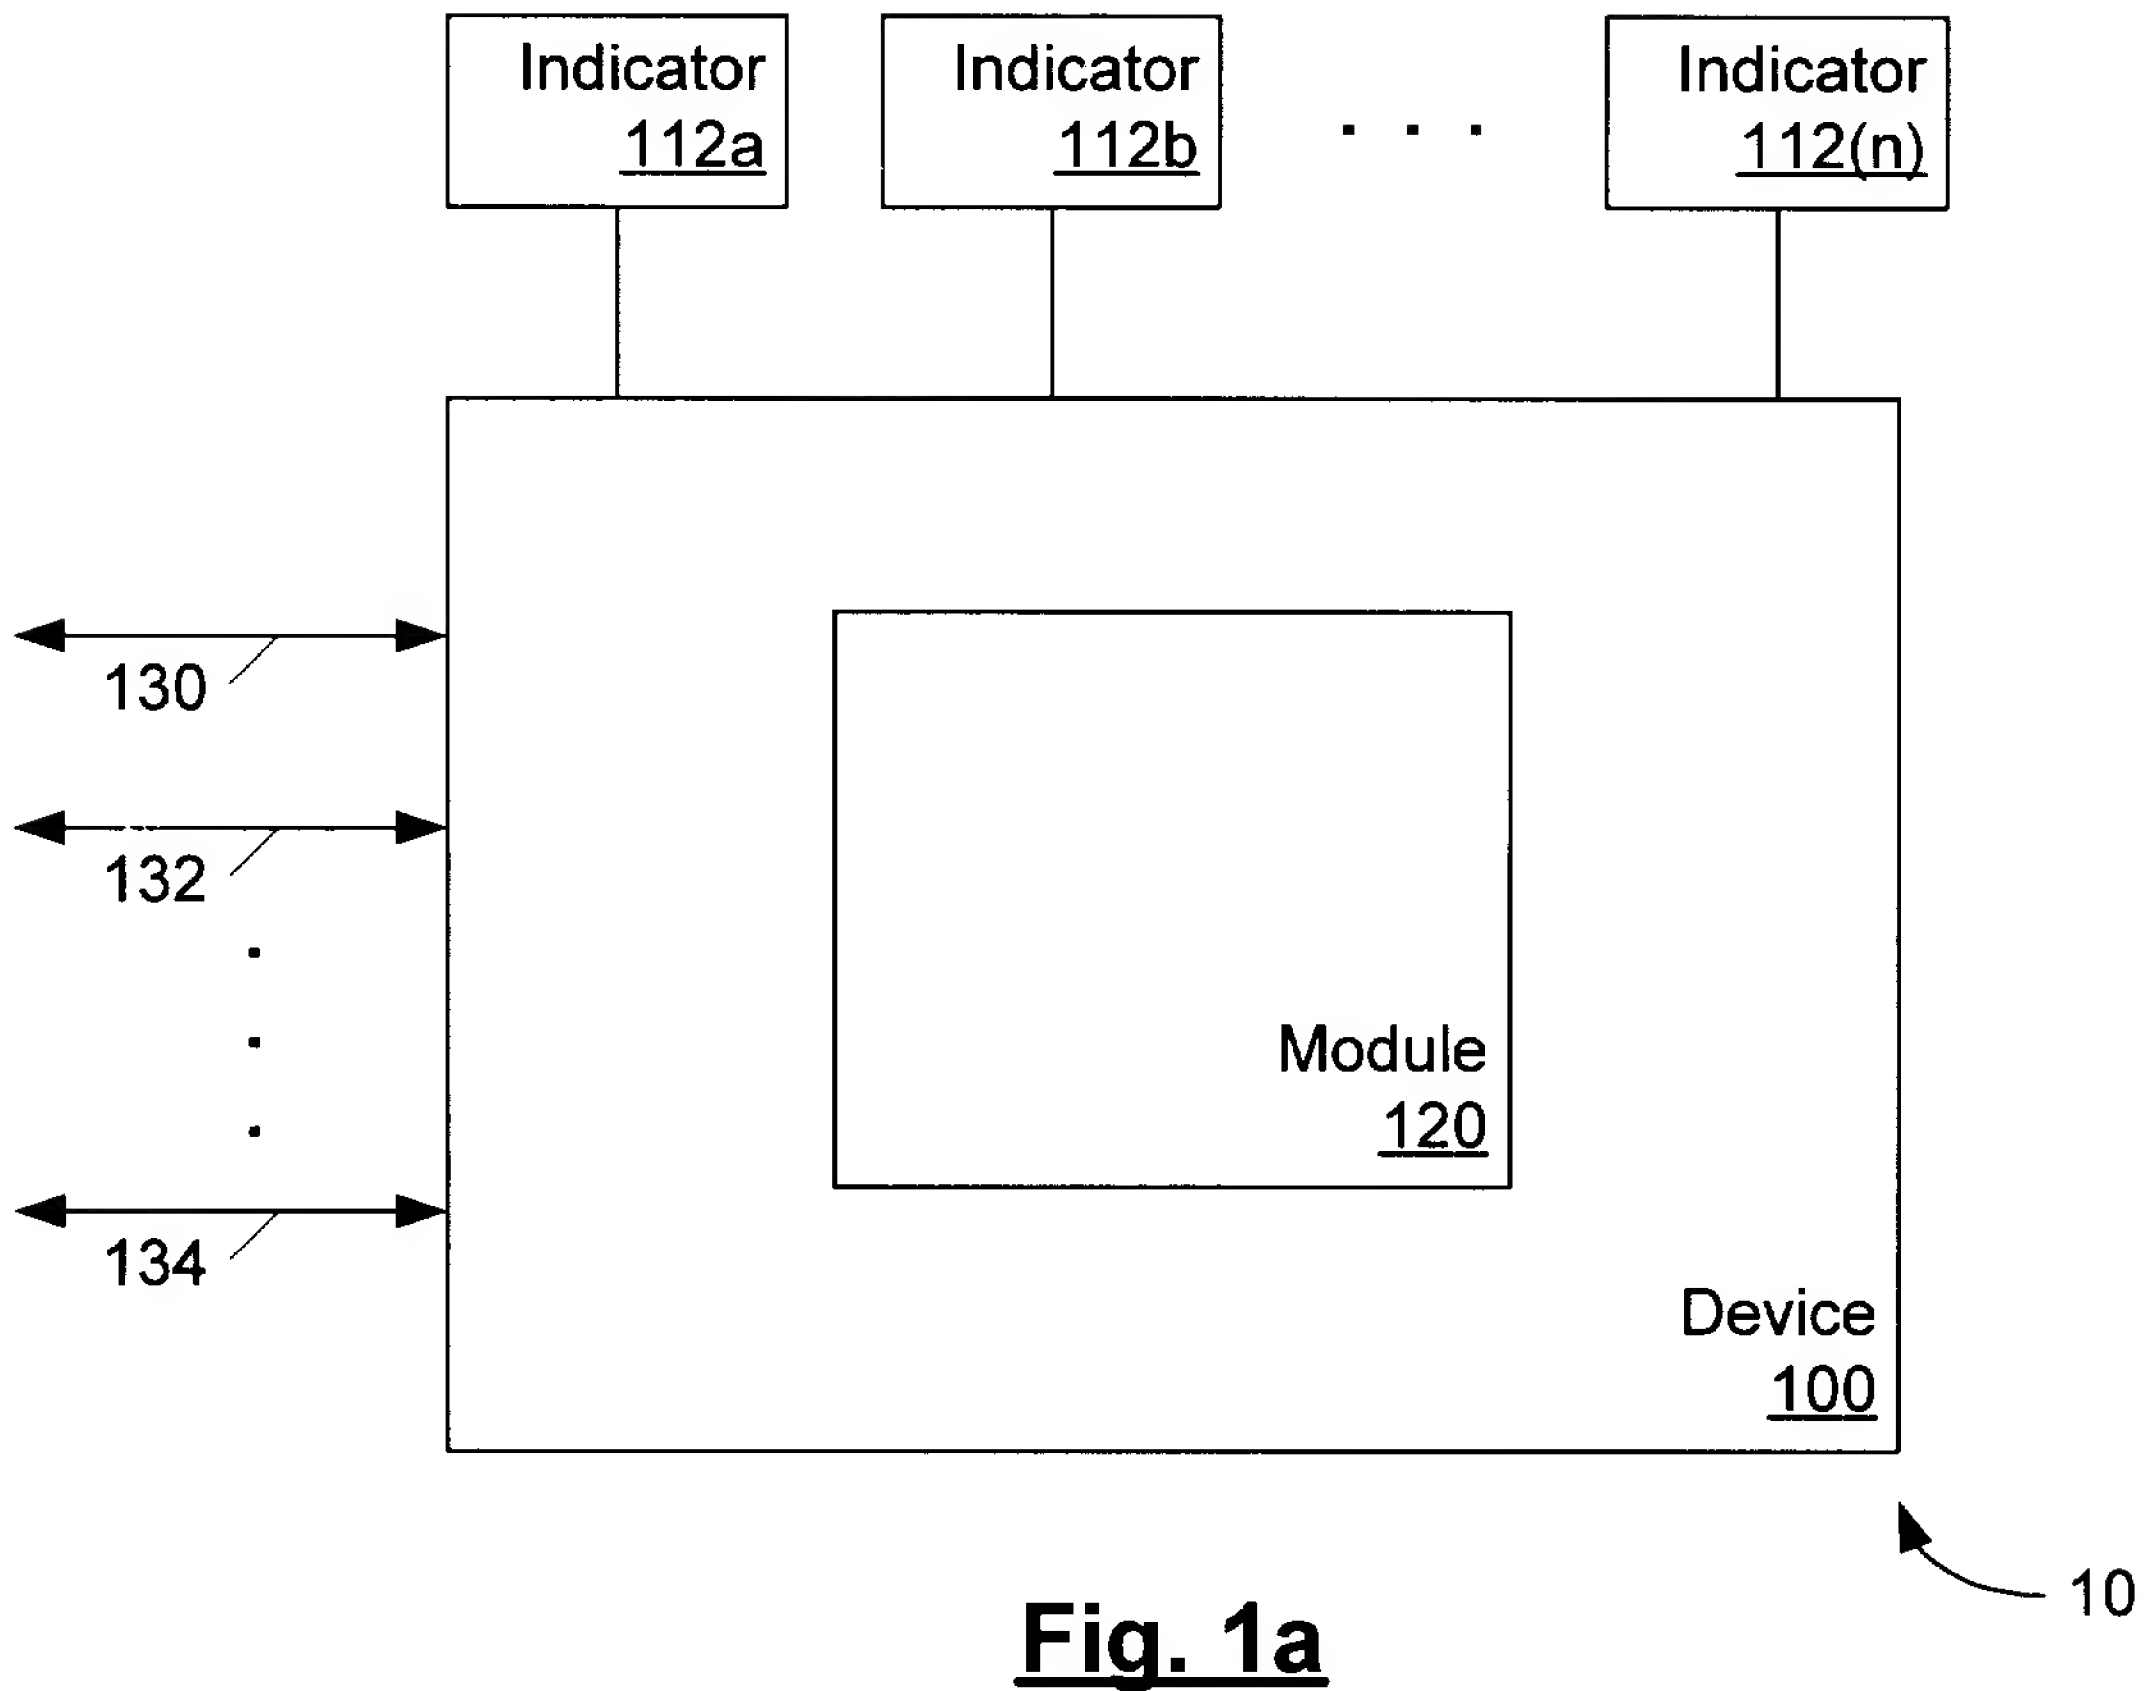 Indicator
112a
Indicator
112b
. . .
Indicator
112(n)
130
132
.
.
.
134
Module
120
Device
100
10
Fig. 1a